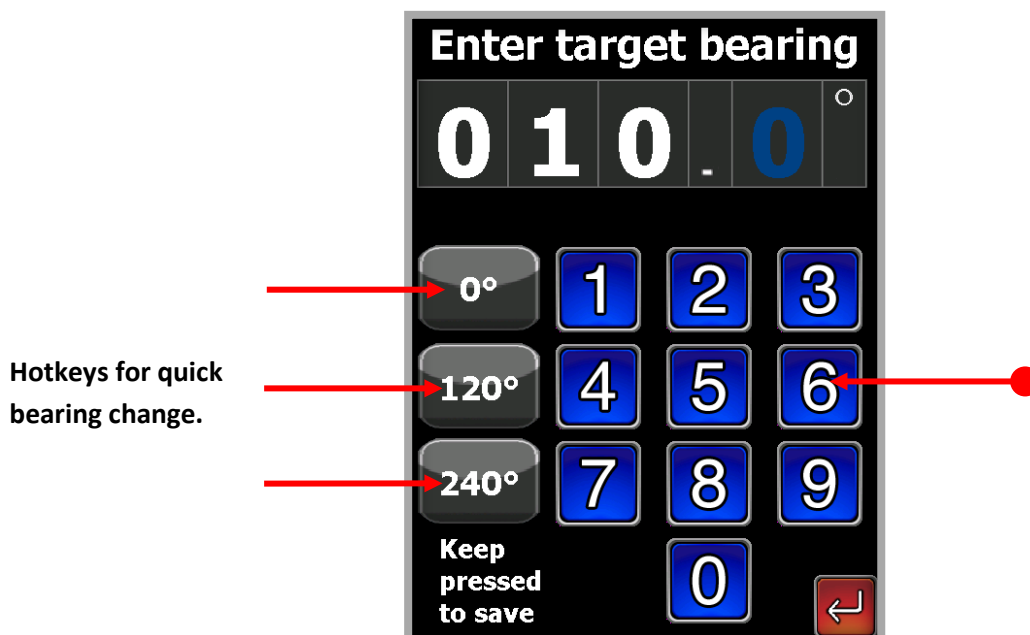 Enter target bearing
010.0°
0° 1 2 3
Hotkeys for quick
bearing change.
120° 4 5 6
240° 7 8 9
Keep
pressed
to save
0